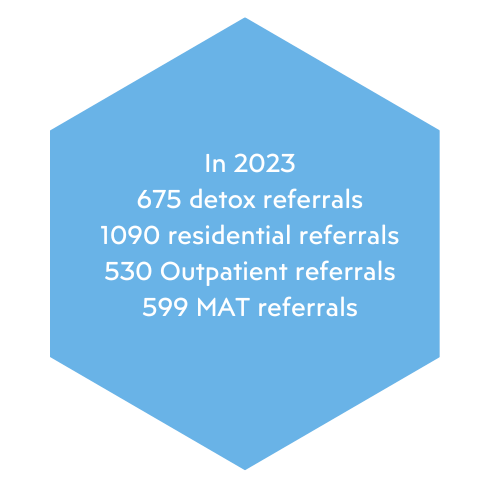 In 2023
675 detox referrals
1090 residential referrals
530 Outpatient referrals
599 MAT referrals